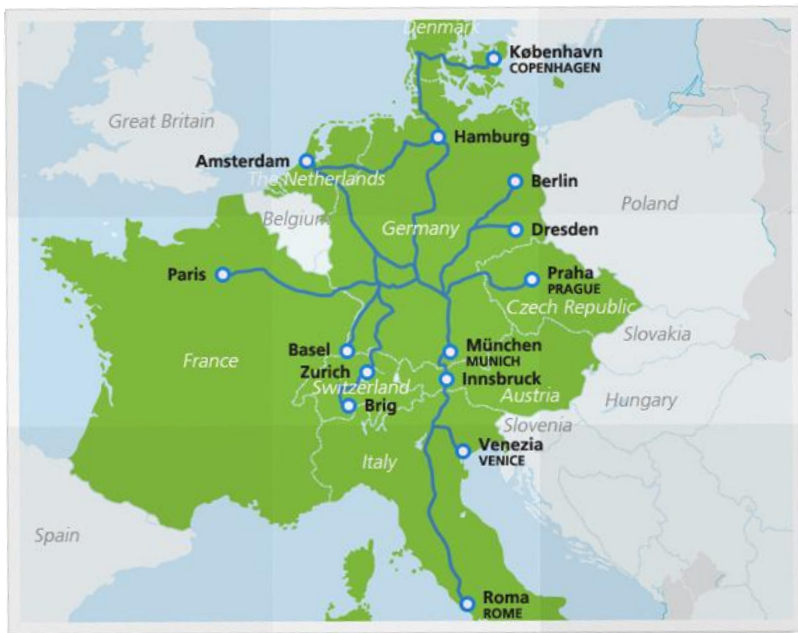 Denmark
København
COPENHAGEN
Great Britain
Hamburg
Amsterdam
The Netherlands
Berlin
Poland
Belgium
Germany
Dresden
Paris
Praha
PRAGUE
Czech Republic
Slovakia
Basel
München
MUNICH
France
Zurich
Innsbruck
Switzerland
Austria
Hungary
Brig
Slovenia
Venezia
VENICE
Italy
Spain
Roma
ROME